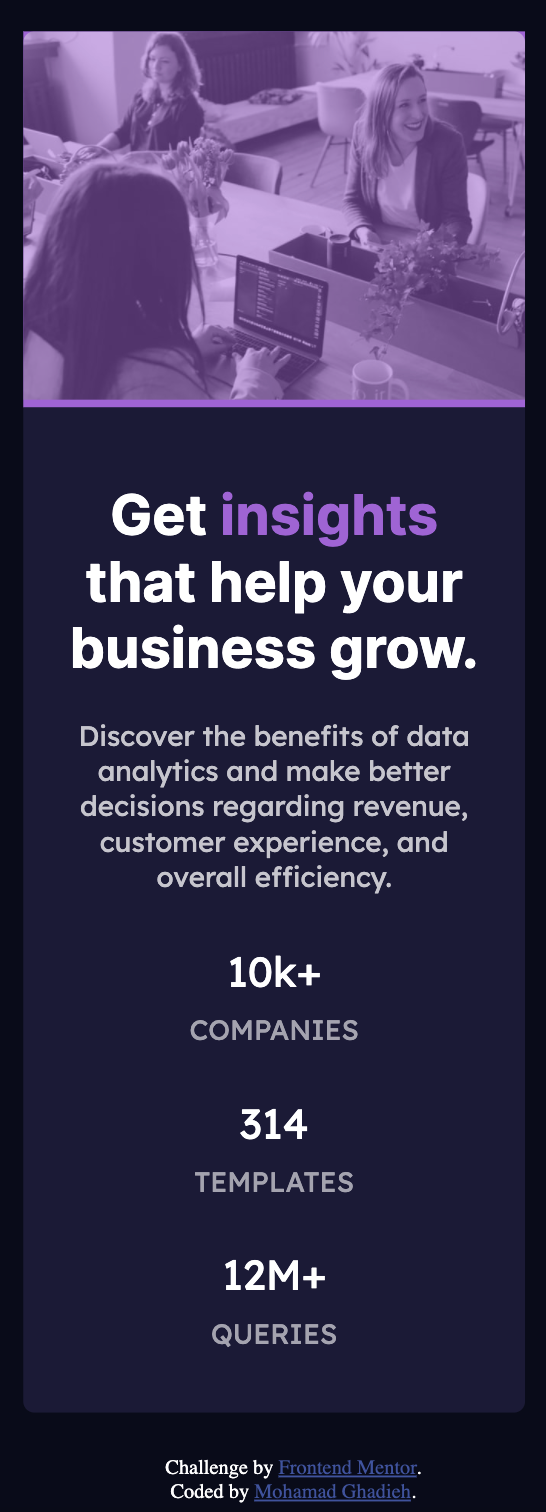 Get insights
that help your
business grow.
Discover the benefits of data
analytics and make better
decisions regarding revenue,
customer experience, and
overall efficiency.
10k+
COMPANIES
314
TEMPLATES
12M+
QUERIES
Challenge by Frontend Mentor.
Coded by Mohamad Ghadieh.